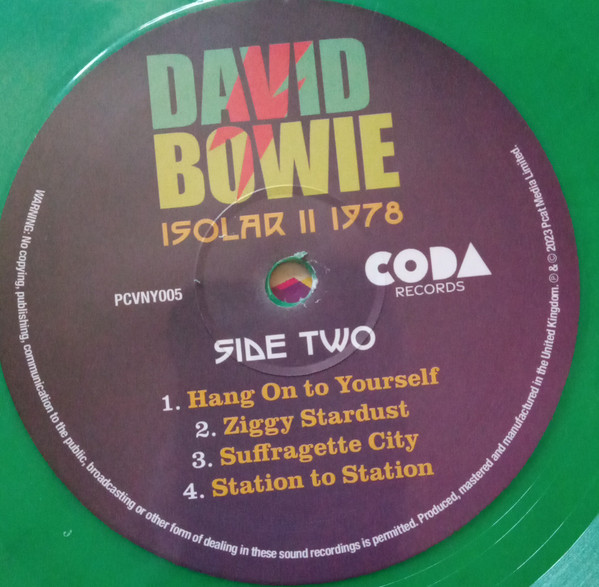 DAVID
BOWIE
ISOLAR II 1978
PCVNY005
CODA
RECORDS
SIDE TWO
1. Hang On to Yourself
2. Ziggy Stardust
3. Suffragette City
4. Station to Station
WARNING: No copying, publishing, communication to the public, broadcasting or other form of dealing in these sound recordings is permitted. Produced, mastered and manufactured in the United Kingdom. ℗ & © 2023 Pcat Media Limited.